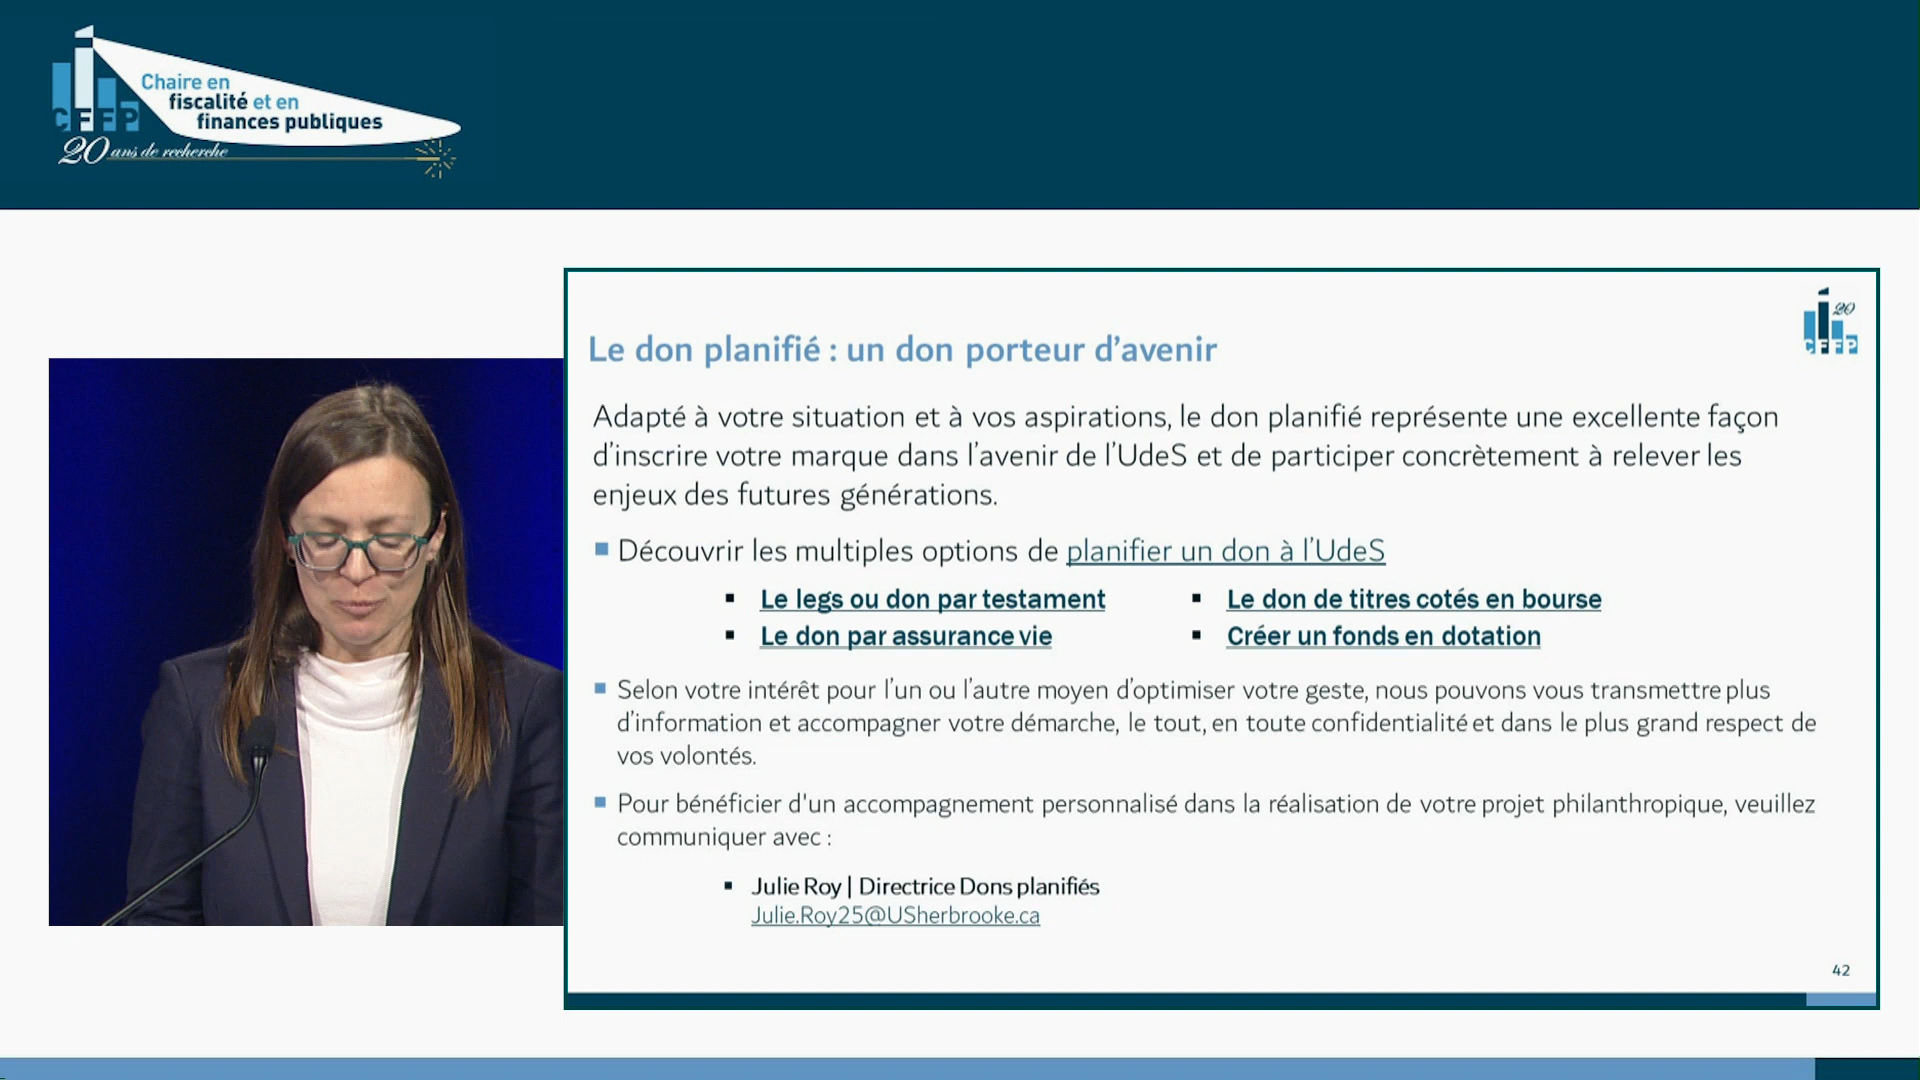 Chaire en
fiscalité et en
finances publiques
CFFP
20 ans de recherche
20
CFFP
Le don planifié : un don porteur d'avenir
Adapté à votre situation et à vos aspirations, le don planifié représente une excellente façon
d'inscrire votre marque dans l'avenir de l'UdeS et de participer concrètement à relever les
enjeux des futures générations.
■ Découvrir les multiples options de planifier un don à l'UdeS
▪ Le legs ou don par testament
▪ Le don par assurance vie
▪ Le don de titres cotés en bourse
▪ Créer un fonds en dotation
■ Selon votre intérêt pour l'un ou l'autre moyen d'optimiser votre geste, nous pouvons vous transmettre plus
d'information et accompagner votre démarche, le tout, en toute confidentialité et dans le plus grand respect de
vos volontés.
■ Pour bénéficier d'un accompagnement personnalisé dans la réalisation de votre projet philanthropique, veuillez
communiquer avec :
▪ Julie Roy | Directrice Dons planifiés
Julie.Roy25@USherbrooke.ca
42